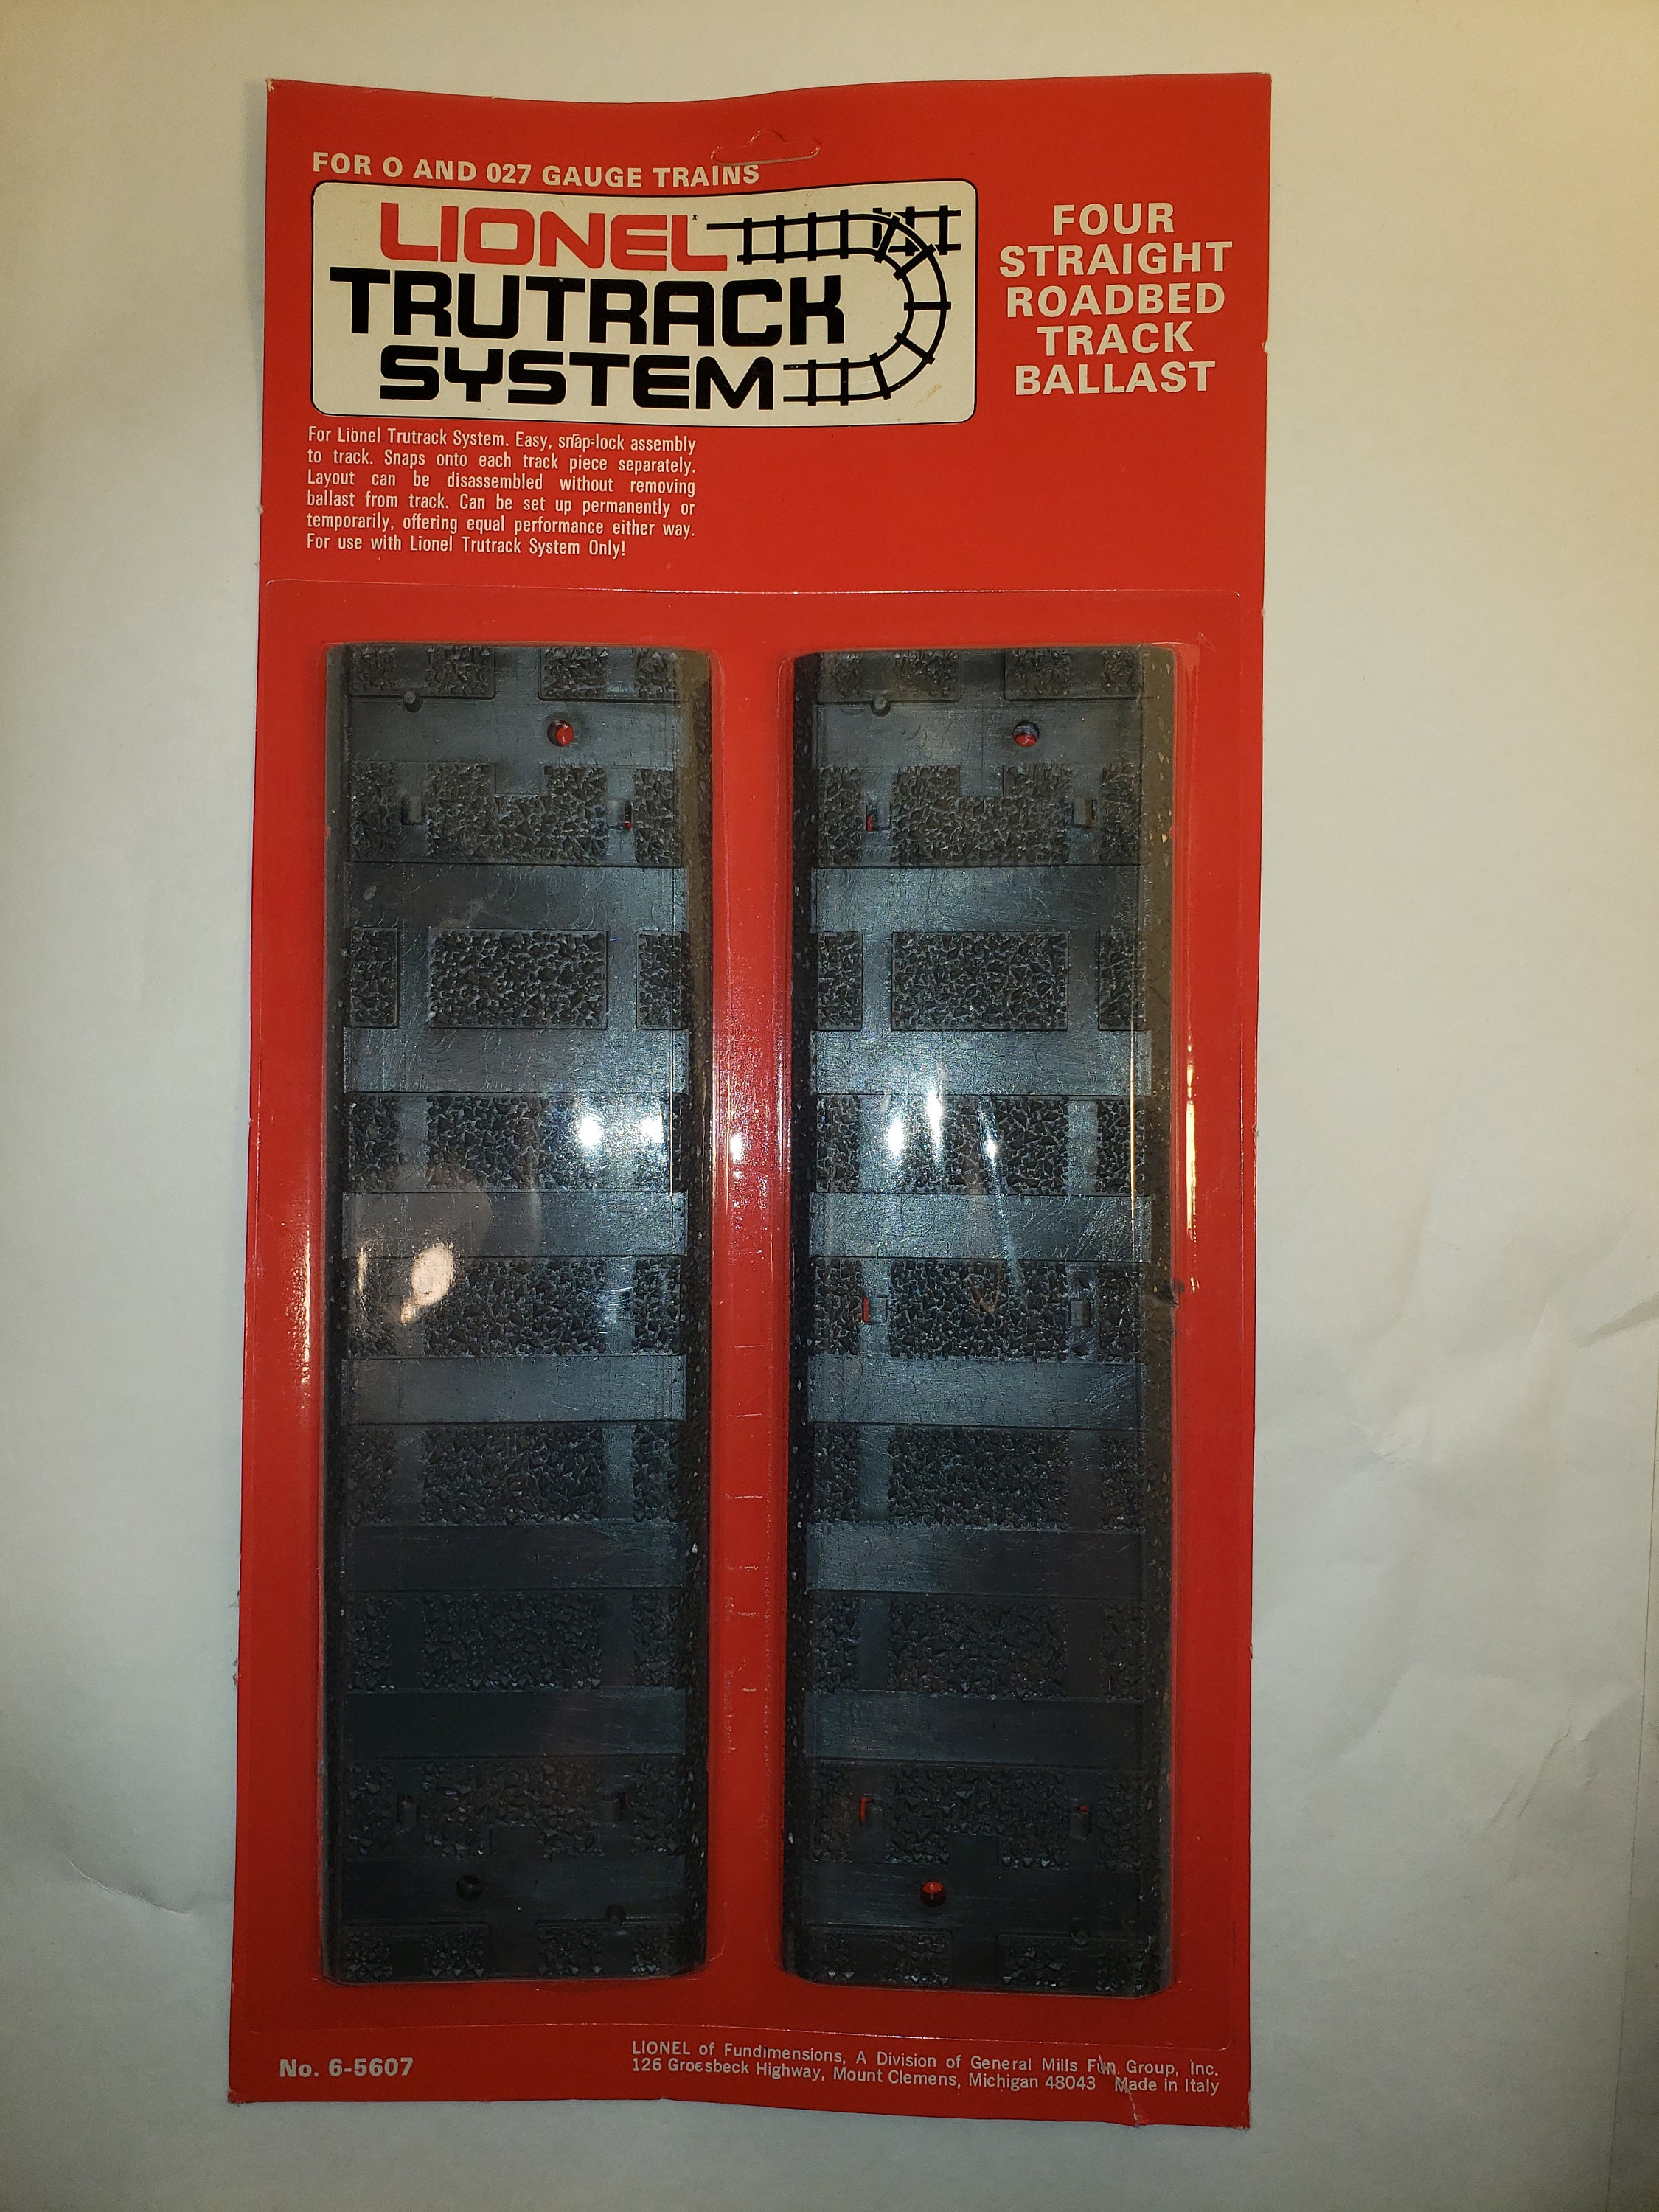 FOR O AND 027 GAUGE TRAINS
LIONEL
TRUTRACK
SYSTEM
FOUR
STRAIGHT
ROADBED
TRACK
BALLAST
For Lionel Trutrack System. Easy, snap-lock assembly
to track. Snaps onto each track piece separately.
Layout can be disassembled without removing
ballast from track. Can be set up permanently or
temporarily, offering equal performance either way.
For use with Lionel Trutrack System Only!
No. 6-5607
LIONEL of Fundimensions, A Division of General Mills Fun Group, Inc.
126 Groesbeck Highway, Mount Clemens, Michigan 48043 Made in Italy